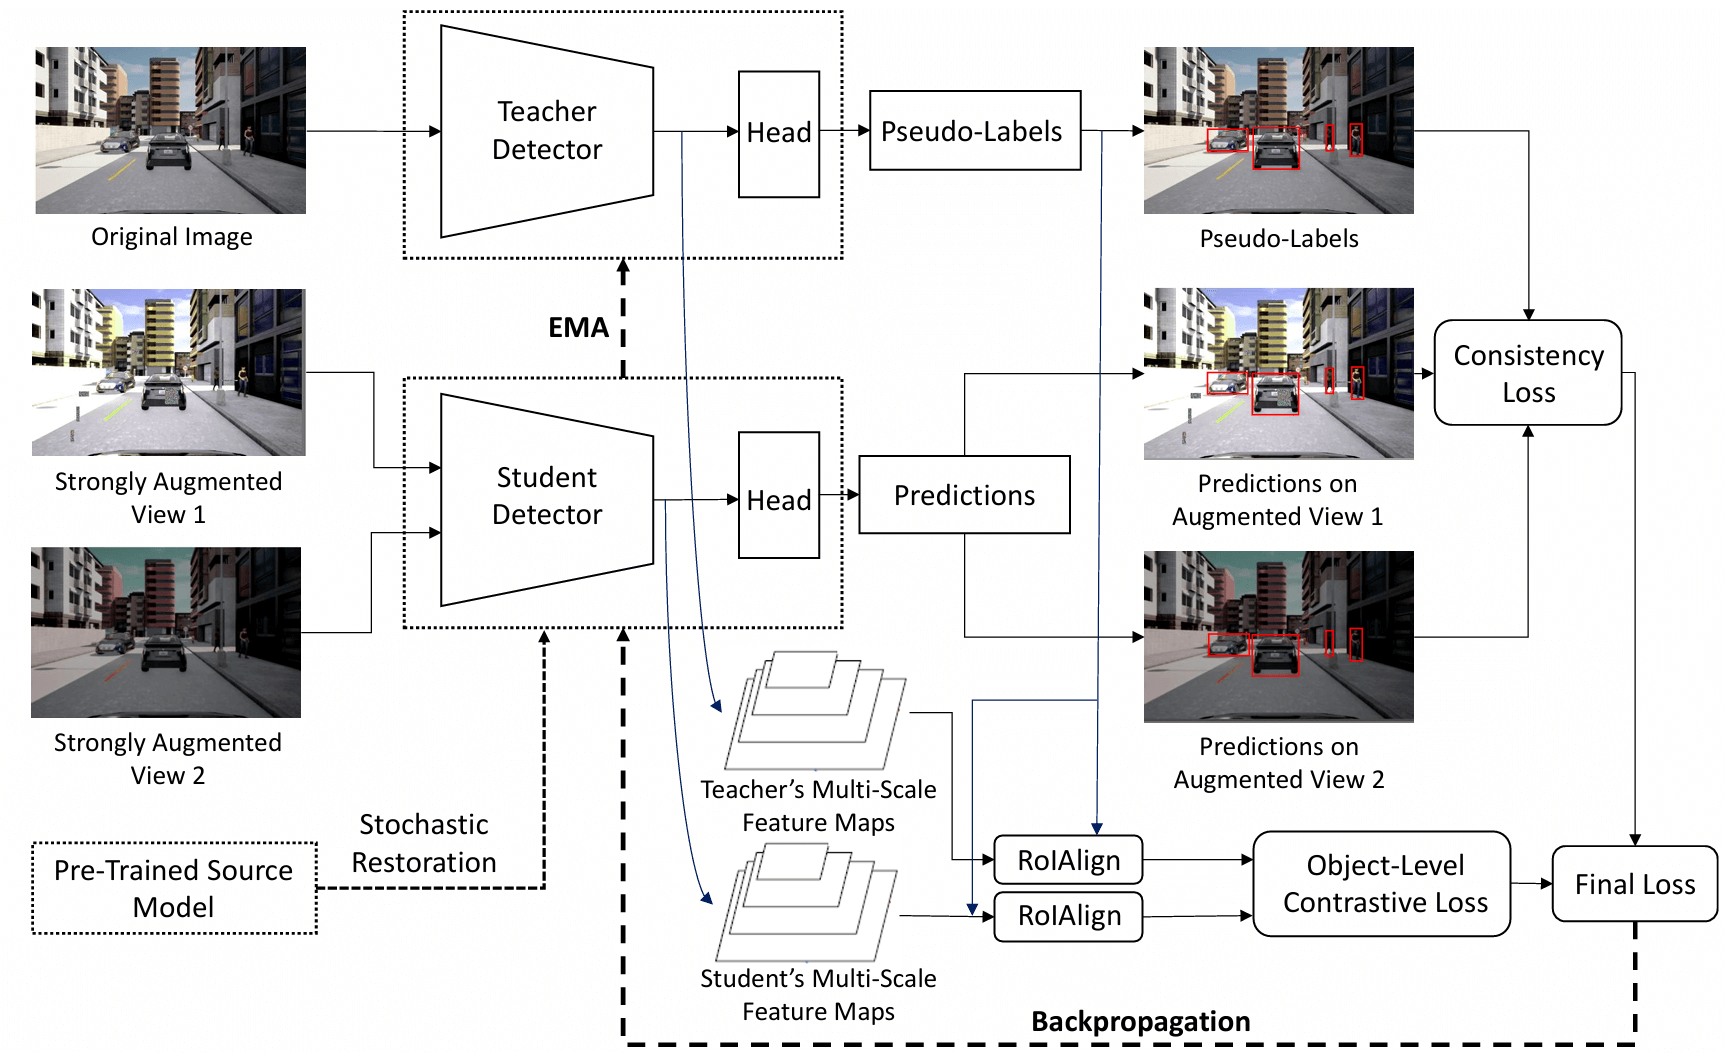 Teacher
Detector
Head
Pseudo-Labels
Original Image
Pseudo-Labels
EMA
Strongly Augmented
View 1
Student
Detector
Head
Predictions
Predictions on
Augmented View 1
Consistency
Loss
Strongly Augmented
View 2
Predictions on
Augmented View 2
Stochastic
Restoration
Pre-Trained Source
Model
Teacher’s Multi-Scale
Feature Maps
Student’s Multi-Scale
Feature Maps
RoIAlign
RoIAlign
Object-Level
Contrastive Loss
Final Loss
Backpropagation